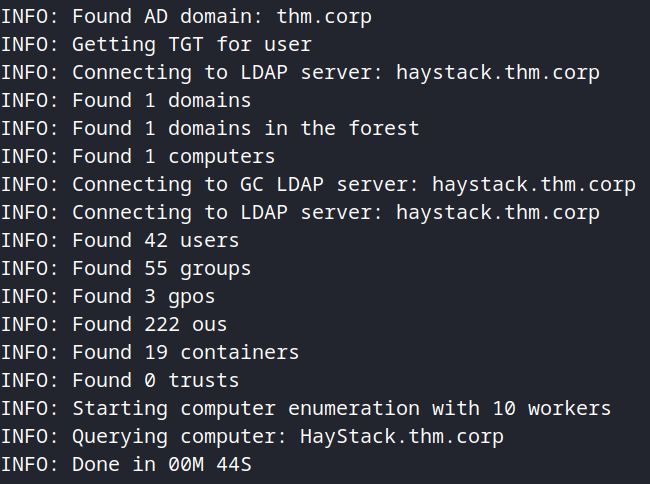 INFO: Found AD domain: thm.corp
INFO: Getting TGT for user
INFO: Connecting to LDAP server: haystack.thm.corp
INFO: Found 1 domains
INFO: Found 1 domains in the forest
INFO: Found 1 computers
INFO: Connecting to GC LDAP server: haystack.thm.corp
INFO: Connecting to LDAP server: haystack.thm.corp
INFO: Found 42 users
INFO: Found 55 groups
INFO: Found 3 gpos
INFO: Found 222 ous
INFO: Found 19 containers
INFO: Found 0 trusts
INFO: Starting computer enumeration with 10 workers
INFO: Querying computer: HayStack.thm.corp
INFO: Done in 00M 44S